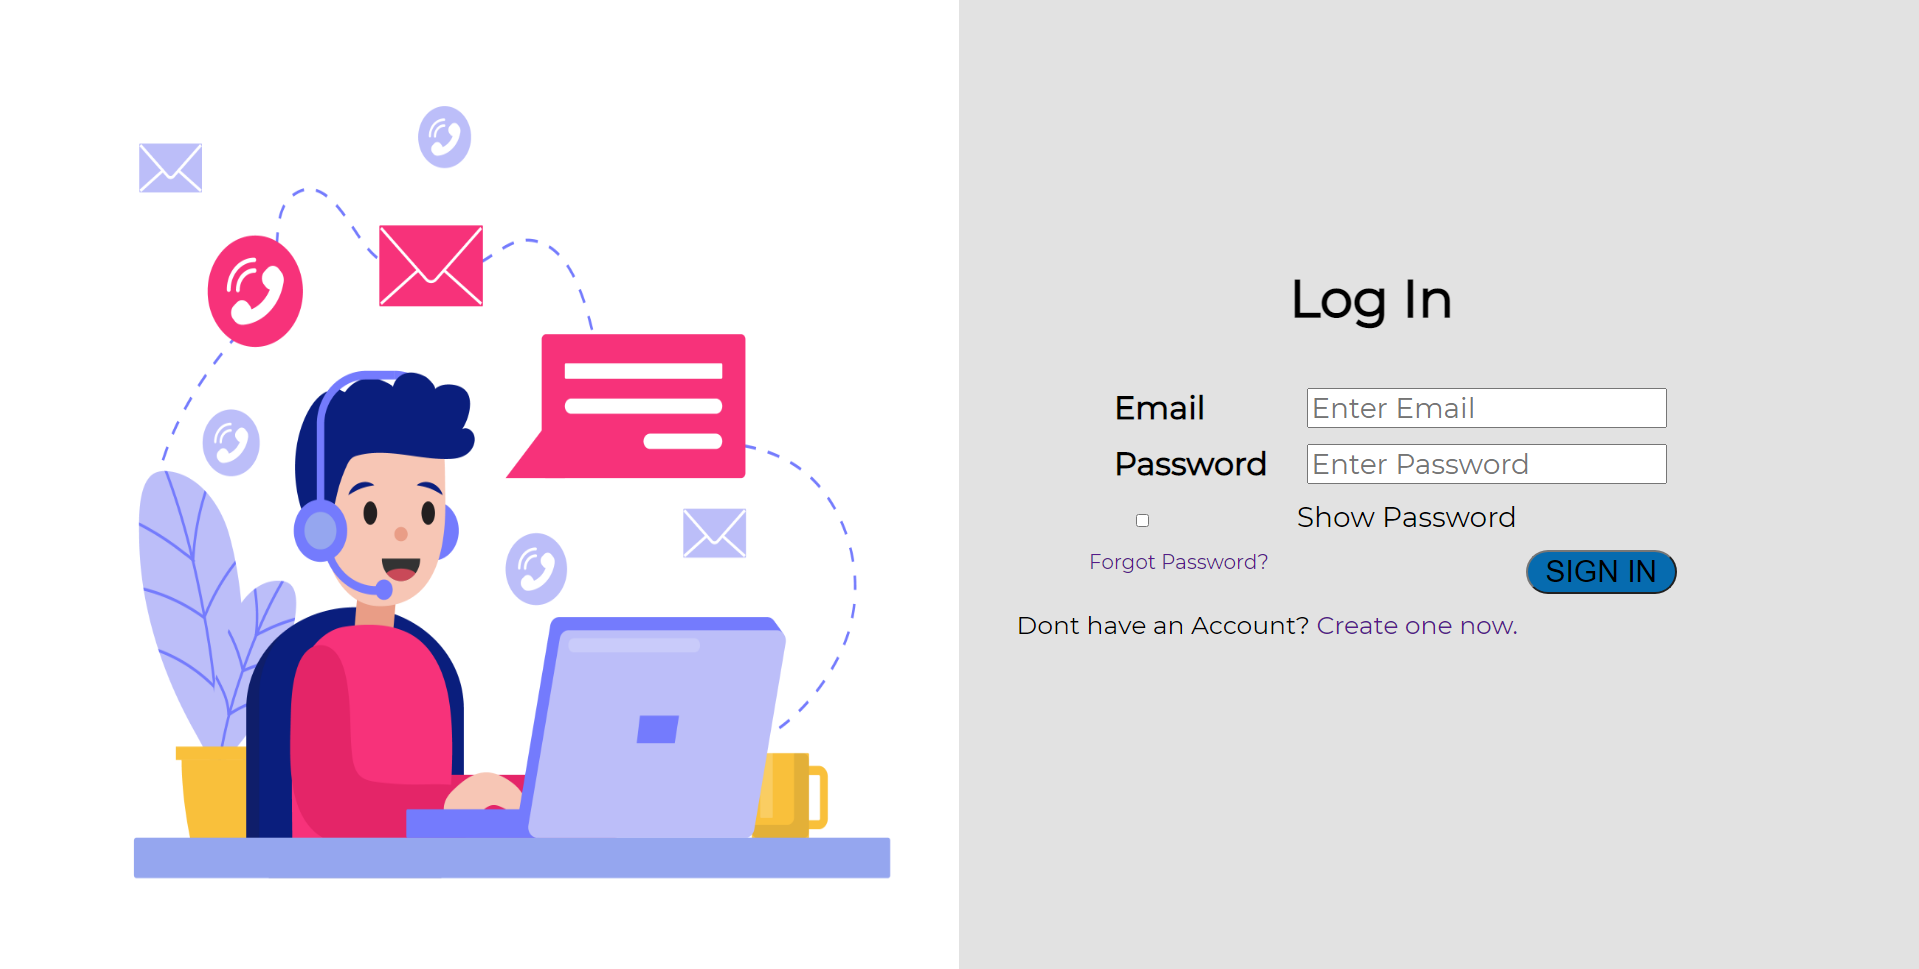 Log In
Email Enter Email
Password Enter Password
Show Password
Forgot Password? SIGN IN
Dont have an Account? Create one now.